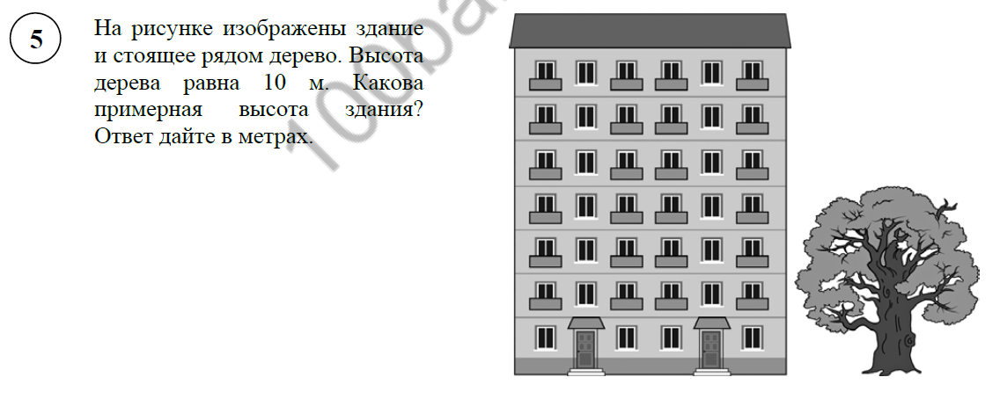 5
На рисунке изображены здание
и стоящее рядом дерево. Высота
дерева равна 10 м. Какова
примерная высота здания?
Ответ дайте в метрах.
100ba